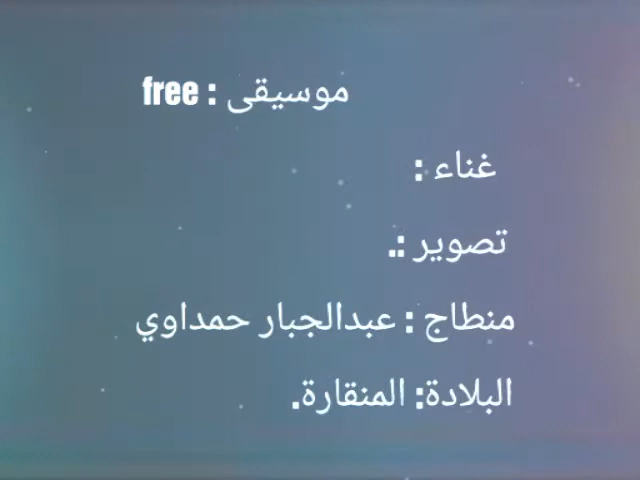 موسيقى : free
غناء :
تصوير :.
منطاج : عبدالجبار حمداوي
البلادة: المنقارة.